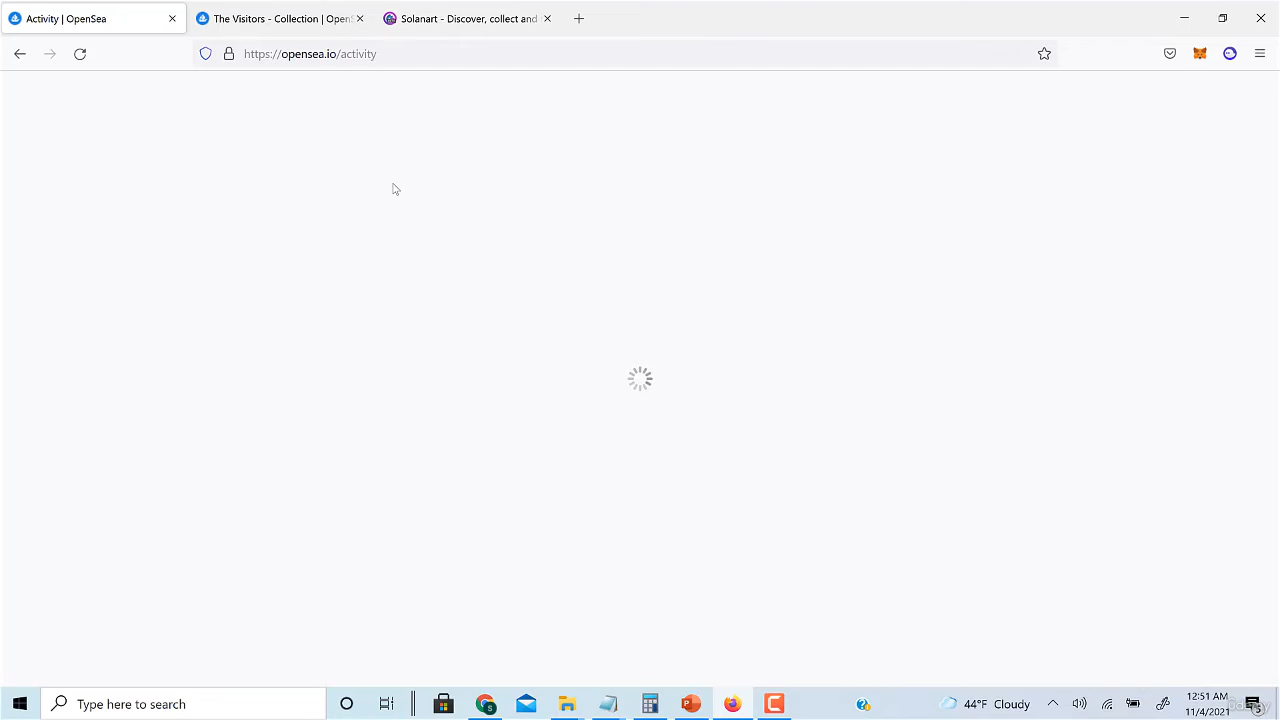 Activity | OpenSea
The Visitors - Collection | Open
Solanart - Discover, collect and
https://opensea.io/activity
Type here to search
44°F Cloudy
12:51 AM
11/4/2021
3